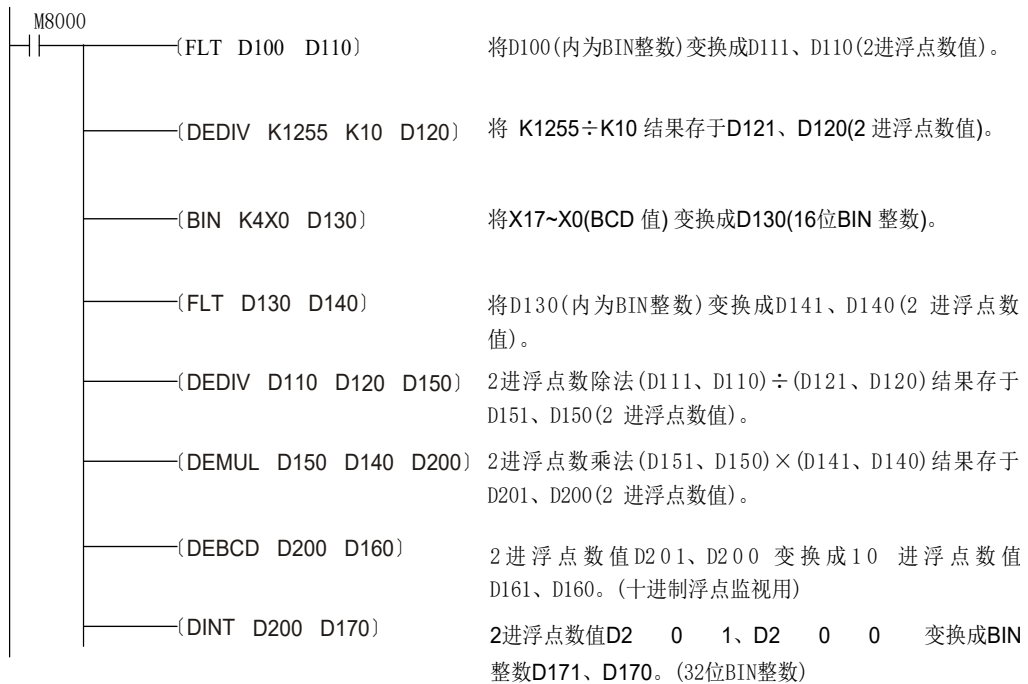 M8000
〔FLT D100 D110〕 将D100(内为BIN整数)变换成D111、D110(2进浮点数值)。
〔DEDIV K1255 K10 D120〕 将 K1255÷K10 结果存于D121、D120(2 进浮点数值)。
〔BIN K4X0 D130〕 将X17~X0(BCD 值) 变换成D130(16位BIN 整数)。
〔FLT D130 D140〕 将D130(内为BIN整数)变换成D141、D140(2 进浮点数
值)。
〔DEDIV D110 D120 D150〕 2进浮点数除法(D111、D110)÷(D121、D120)结果存于
D151、D150(2 进浮点数值)。
〔DEMUL D150 D140 D200〕 2进浮点数乘法(D151、D150)×(D141、D140)结果存于
D201、D200(2 进浮点数值)。
〔DEBCD D200 D160〕 2进浮点数值D201、D200 变换成10 进浮点数值
D161、D160。(十进制浮点监视用)
〔DINT D200 D170〕 2进浮点数值D2 0 1、D2 0 0 变换成BIN
整数D171、D170。(32位BIN整数)